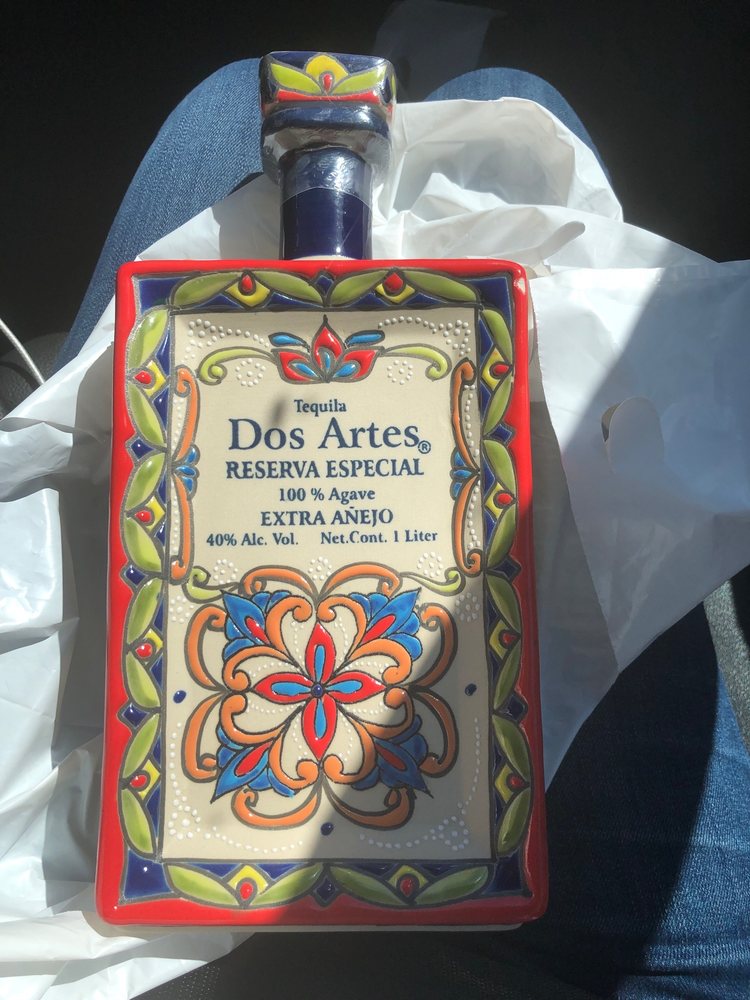 Tequila
Dos Artes®
RESERVA ESPECIAL
100 % Agave
EXTRA AÑEJO
40% Alc. Vol. Net.Cont. 1 Liter